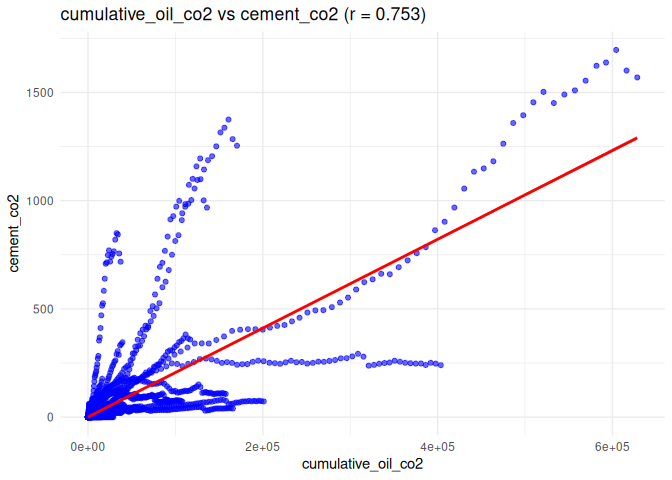 cumulative_oil_co2 vs cement_co2 (r = 0.753)
1500
1000
500
0
cement_co2
0e+00 2e+05 4e+05 6e+05
cumulative_oil_co2